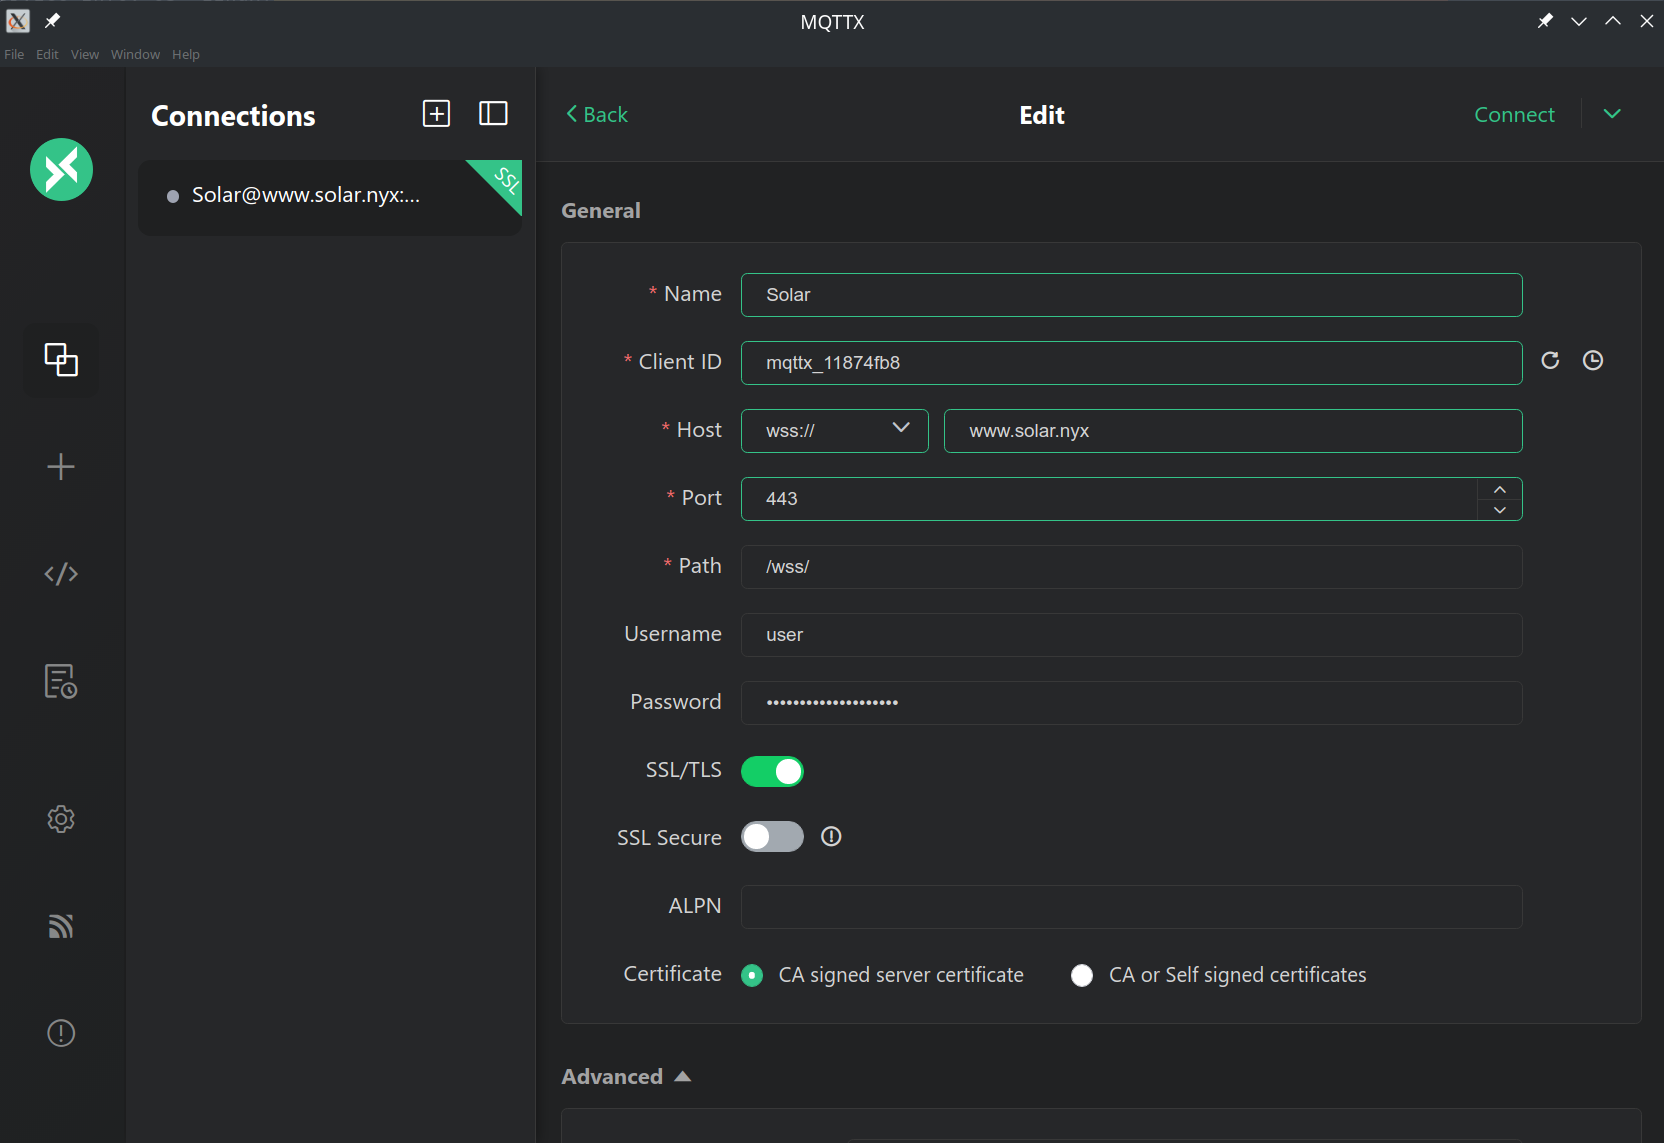 MQTTX
File Edit View Window Help
Connections
Back
Edit
Connect
Solar@www.solar.nyx:...
SSL
General
* Name
Solar
* Client ID
mqttx_11874fb8
* Host
wss://
www.solar.nyx
* Port
443
* Path
/wss/
Username
user
Password
••••••••••••••••••••
SSL/TLS
SSL Secure
ALPN
Certificate
CA signed server certificate
CA or Self signed certificates
Advanced